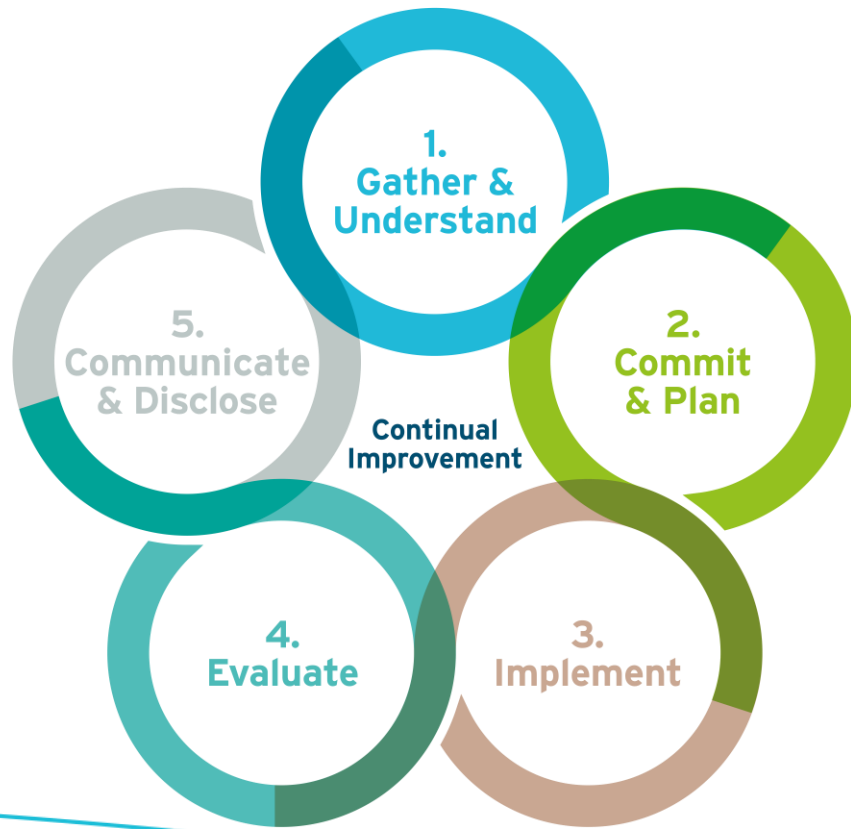 1.
Gather &
Understand
2.
Commit
& Plan
3.
Implement
4.
Evaluate
5.
Communicate
& Disclose
Continual
Improvement